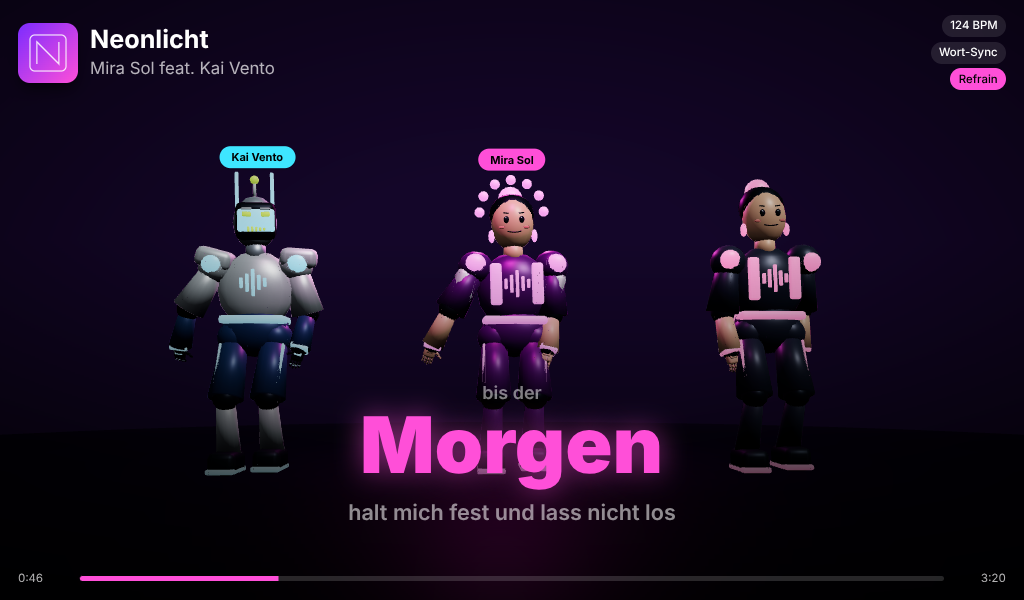 N
Neonlicht
Mira Sol feat. Kai Vento
124 BPM
Wort-Sync
Refrain
Kai Vento
Mira Sol
bis der
Morgen
halt mich fest und lass nicht los
0:46
3:20